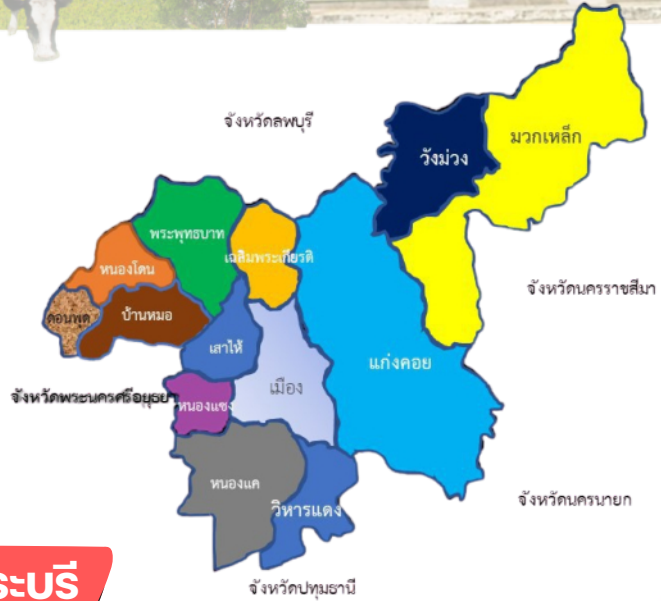 จังหวัดลพบุรี
มวกเหล็ก
วังม่วง
พระพุทธบาท
เฉลิมพระเกียรติ
หนองโดน
จังหวัดนครราชสีมา
ดอนพุด
บ้านหมอ
เสาไห้
แก่งคอย
เมือง
จังหวัดพระนครศรีอยุธยา
หนองแซง
หนองแค
จังหวัดนครนายก
วิหารแดง
จังหวัดปทุมธานี
ระบุรี